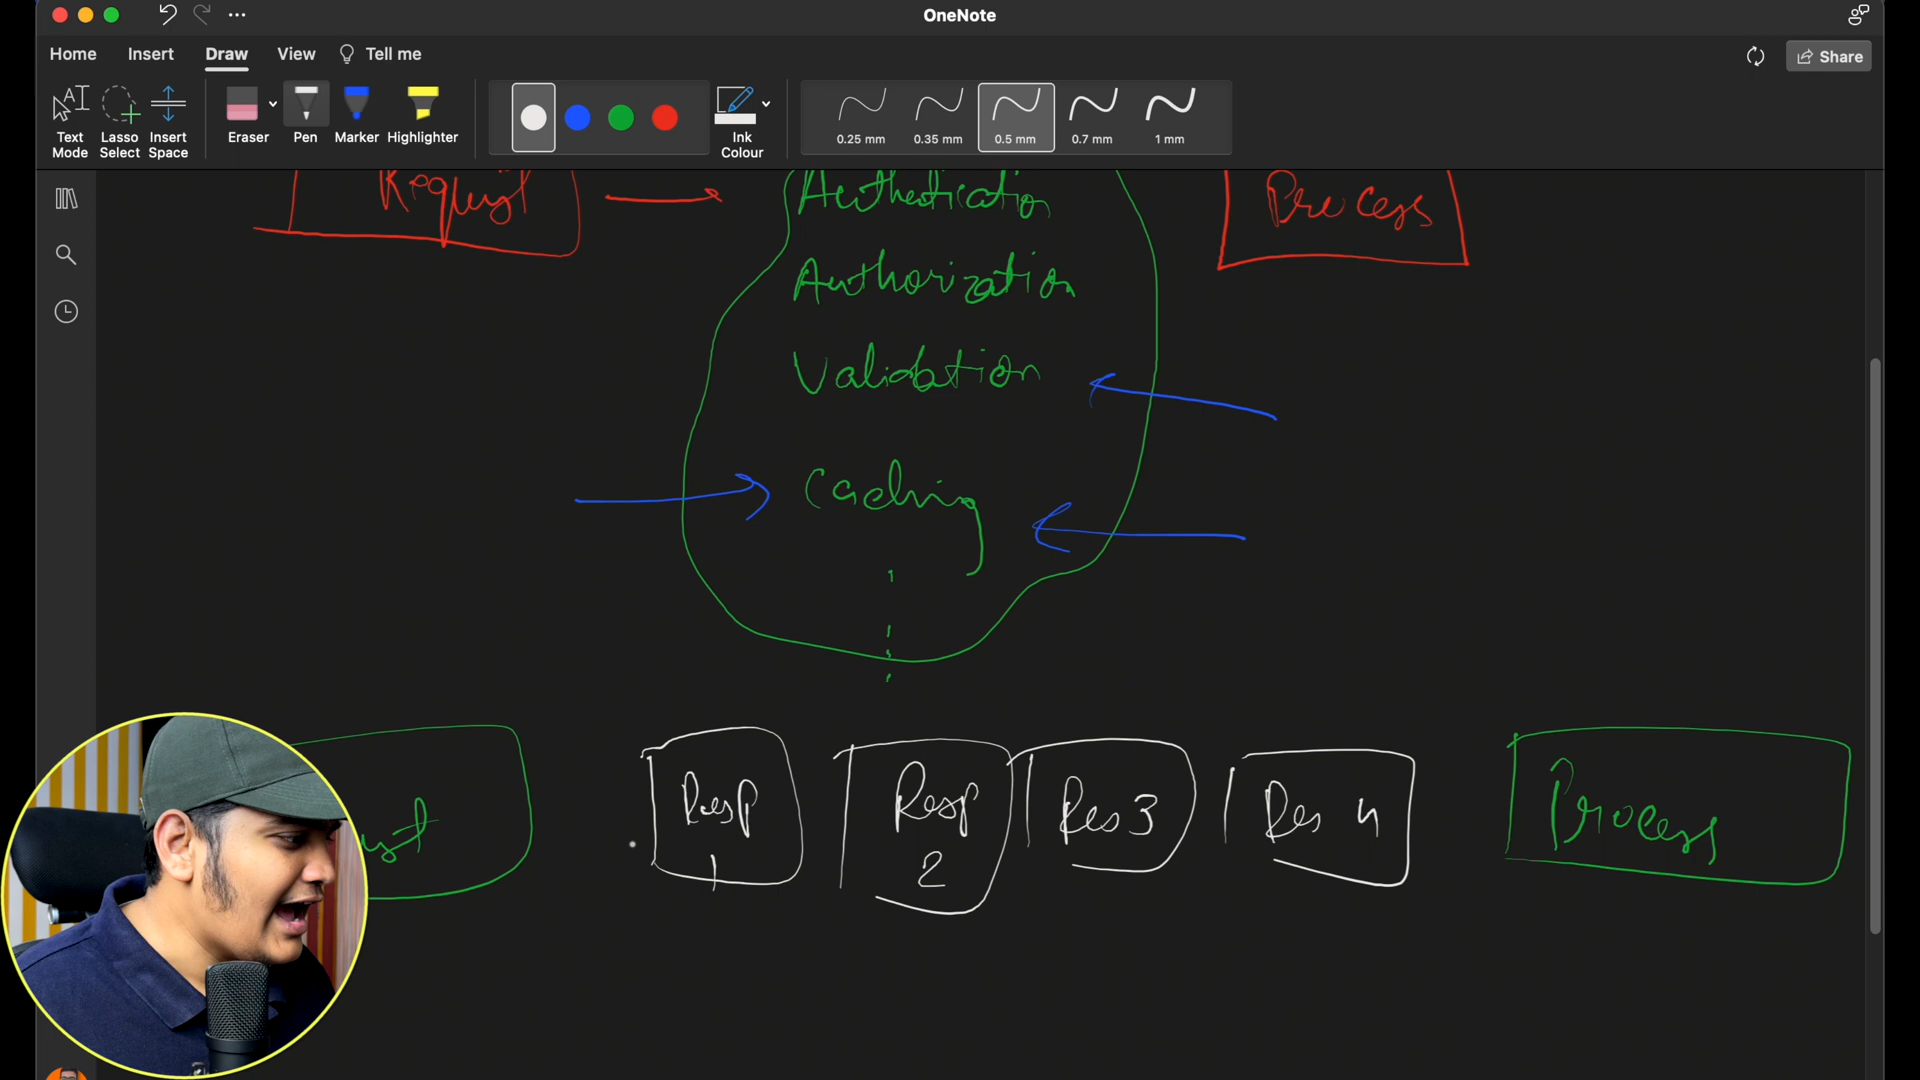 OneNote
Home Insert Draw View Tell me
Share
Text Mode
Lasso Select
Insert Space
Eraser
Pen
Marker
Highlighter
Ink Colour
0.25 mm
0.35 mm
0.5 mm
0.7 mm
1 mm
Request
Authentication
Process
Authorization
Validation
Caching
Resp
1
Resp
2
Res 3
Res 4
Process